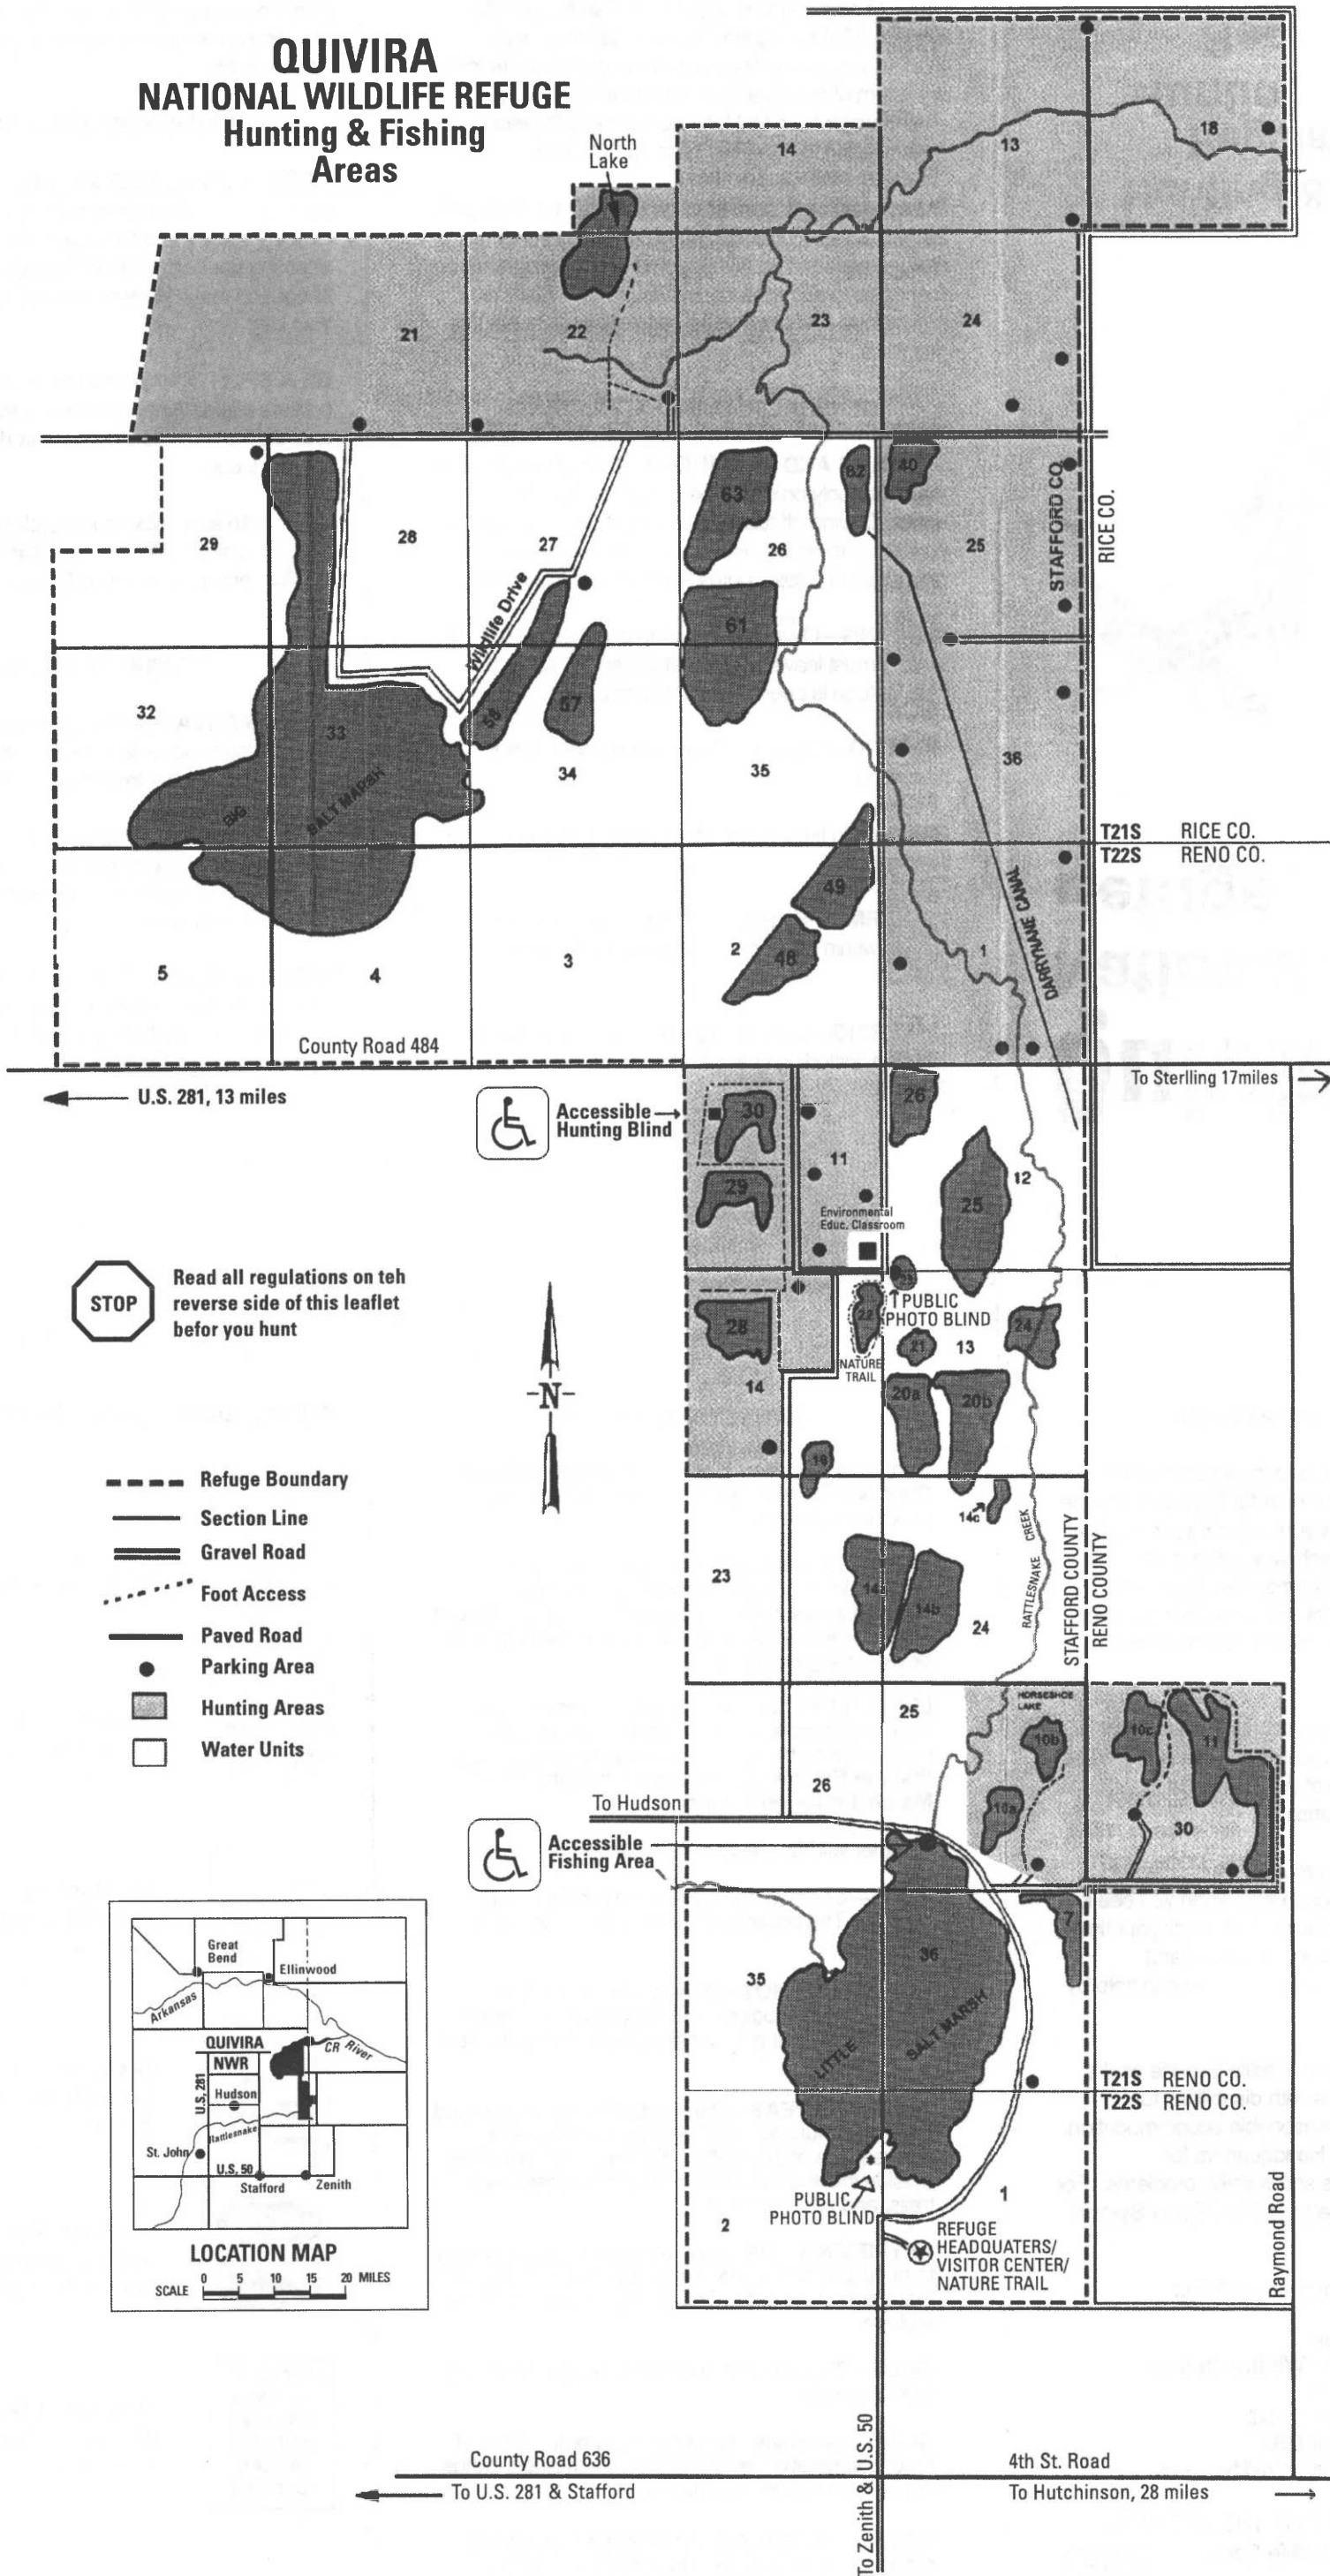 QUIVIRA
NATIONAL WILDLIFE REFUGE
Hunting & Fishing
Areas
North
Lake
14
13
18
21
22
23
24
63
62
40
29
28
27
26
25
STAFFORD CO.
RICE CO.
Wildlife Drive
61
32
33
58
57
34
35
36
BIG
SALT MARSH
T21S RICE CO.
T22S RENO CO.
49
48
DARRYNANE CANAL
5
4
3
2
1
County Road 484
U.S. 281, 13 miles
To Sterlling 17miles
Accessible
Hunting Blind
30
26
11
12
29
25
Environmental
Educ. Classroom
STOP
Read all regulations on teh
reverse side of this leaflet
befor you hunt
PUBLIC
PHOTO BLIND
28
22
24
21
13
NATURE
TRAIL
14
20a
20b
N
19
14c
RATTLESNAKE CREEK
STAFFORD COUNTY
RENO COUNTY
Refuge Boundary
Section Line
Gravel Road
Foot Access
Paved Road
Parking Area
Hunting Areas
Water Units
23
14a
14b
24
25
HORSESHOE
LAKE
10b
10c
11
26
10a
30
To Hudson
Accessible
Fishing Area
7
35
36
LITTLE
SALT MARSH
T21S RENO CO.
T22S RENO CO.
Great
Bend
Ellinwood
Arkansas
QUIVIRA
NWR
CR River
U.S. 281
Hudson
Rattlesnake
St. John
U.S. 50
Stafford
Zenith
LOCATION MAP
SCALE 0 5 10 15 20 MILES
PUBLIC
PHOTO BLIND
2
1
REFUGE
HEADQUATERS/
VISITOR CENTER/
NATURE TRAIL
Raymond Road
County Road 636
4th St. Road
To U.S. 281 & Stafford
To Hutchinson, 28 miles
To Zenith & U.S. 50